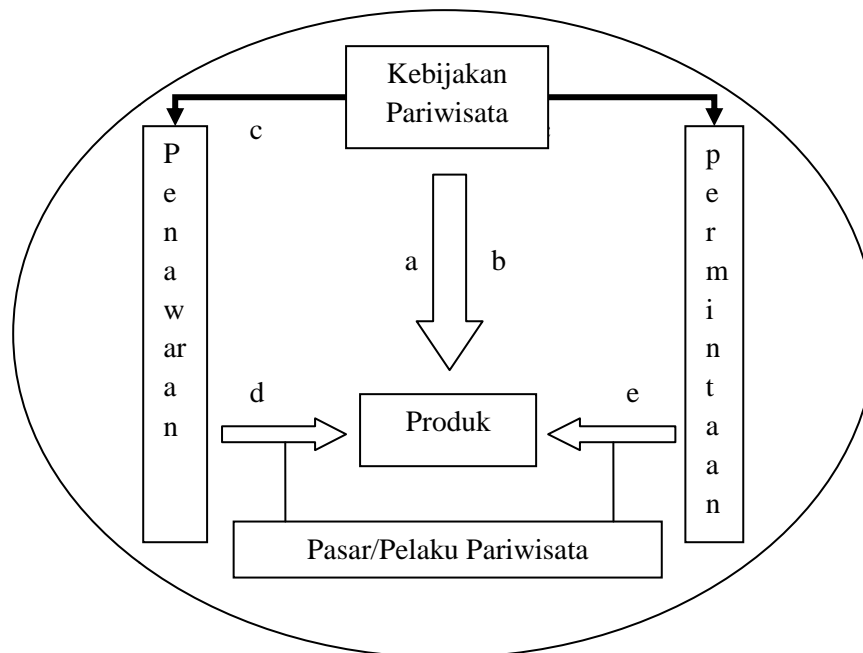 Kebijakan
Pariwisata
c
P
e
n
a
w
ar
a
n
p
e
r
m
i
n
t
a
a
n
a
b
d
Produk
e
Pasar/Pelaku Pariwisata